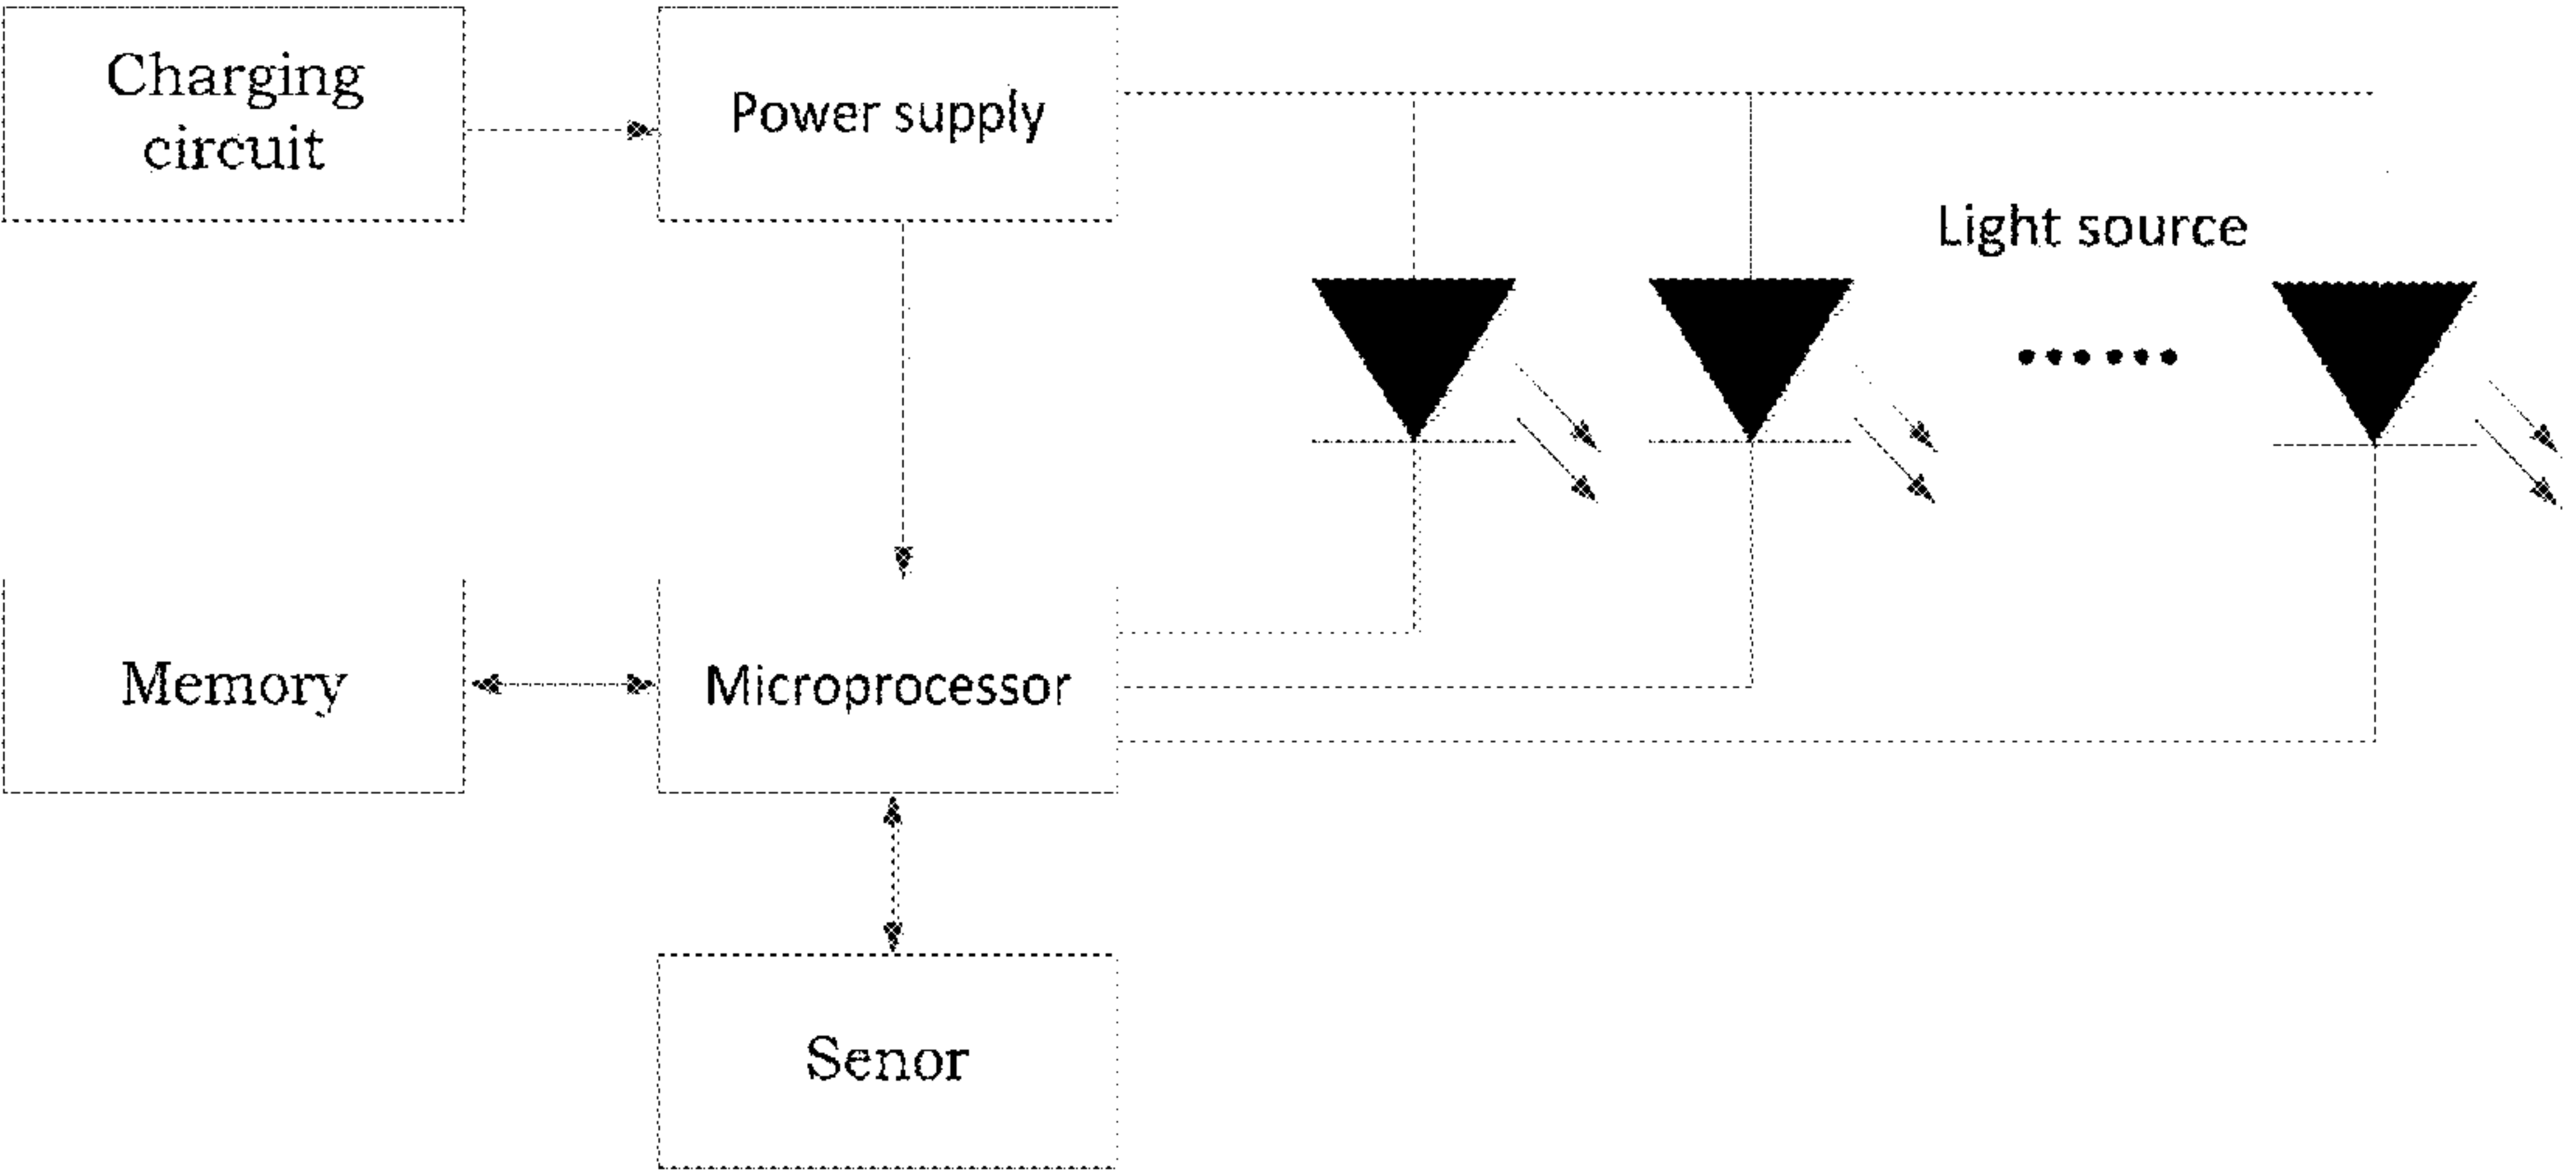 Charging
circuit
Power supply
Light source
Memory
Microprocessor
Senor